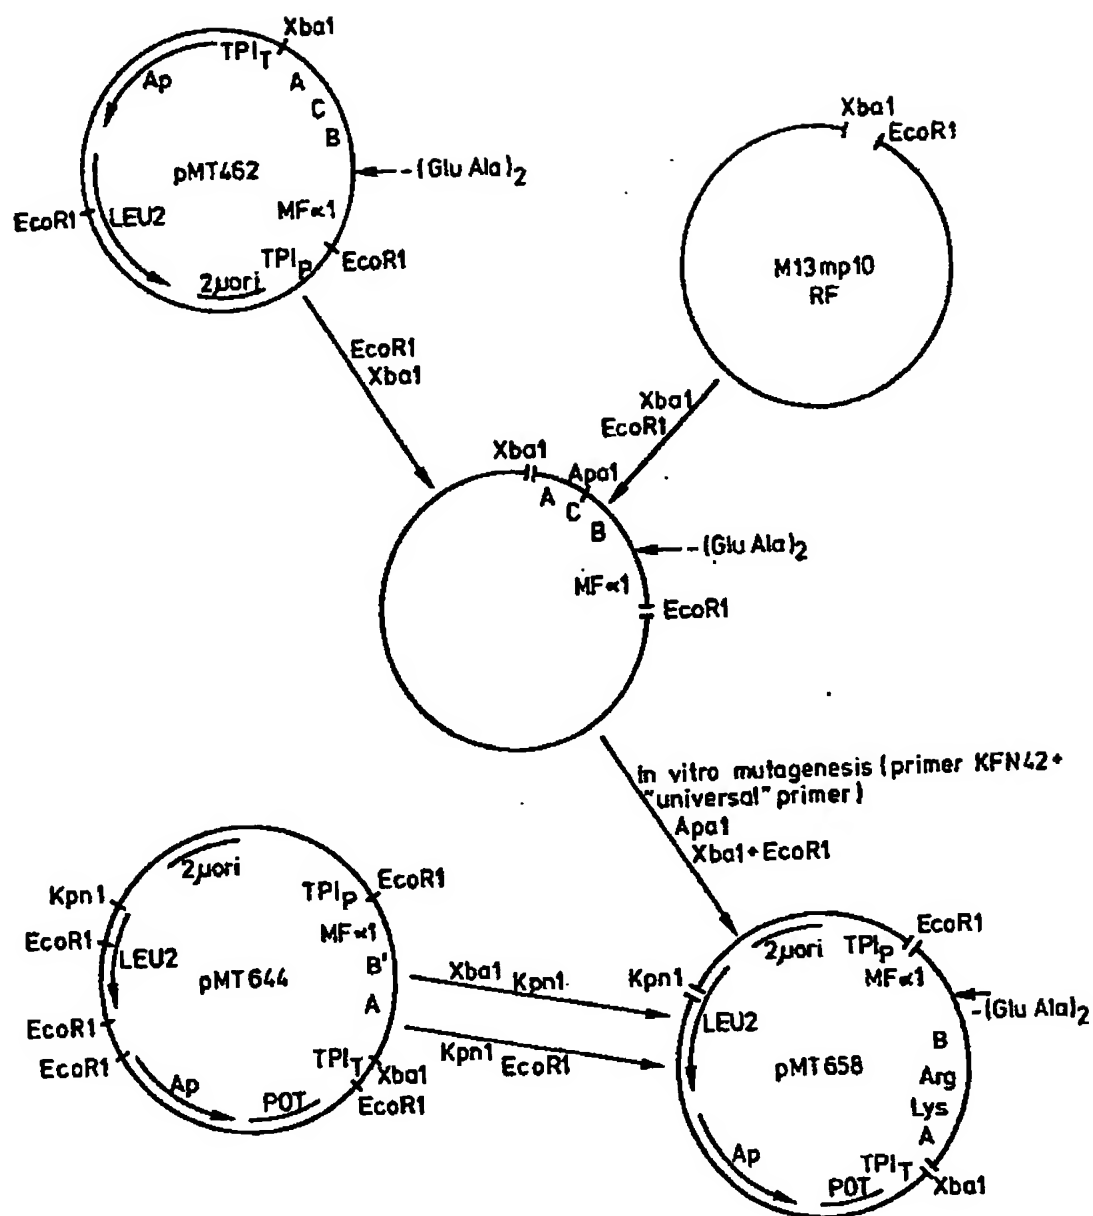 Xba1
TPIT
Ap
A
C
B
pMT462
-(Glu Ala)2
EcoR1
LEU2
MFα1
TPIP
EcoR1
2μori
Xba1
EcoR1
M13mp10
RF
EcoR1
Xba1
Xba1
EcoR1
Xba1
Apa1
A
C
B
-(Glu Ala)2
MFα1
EcoR1
In vitro mutagenesis (primer KFN42+
"universal" primer)
Apa1
Xba1+EcoR1
2μori
Kpn1
TPIP
EcoR1
EcoR1
LEU2
MFα1
B'
pMT644
A
EcoR1
EcoR1
TPIT
Xba1
EcoR1
Ap
POT
Xba1
Kpn1
Kpn1
EcoR1
EcoR1
2μori
TPIP
Kpn1
MFα1
-(Glu Ala)2
LEU2
B
pMT658
Arg
Lys
A
Ap
TPIT
POT
Xba1